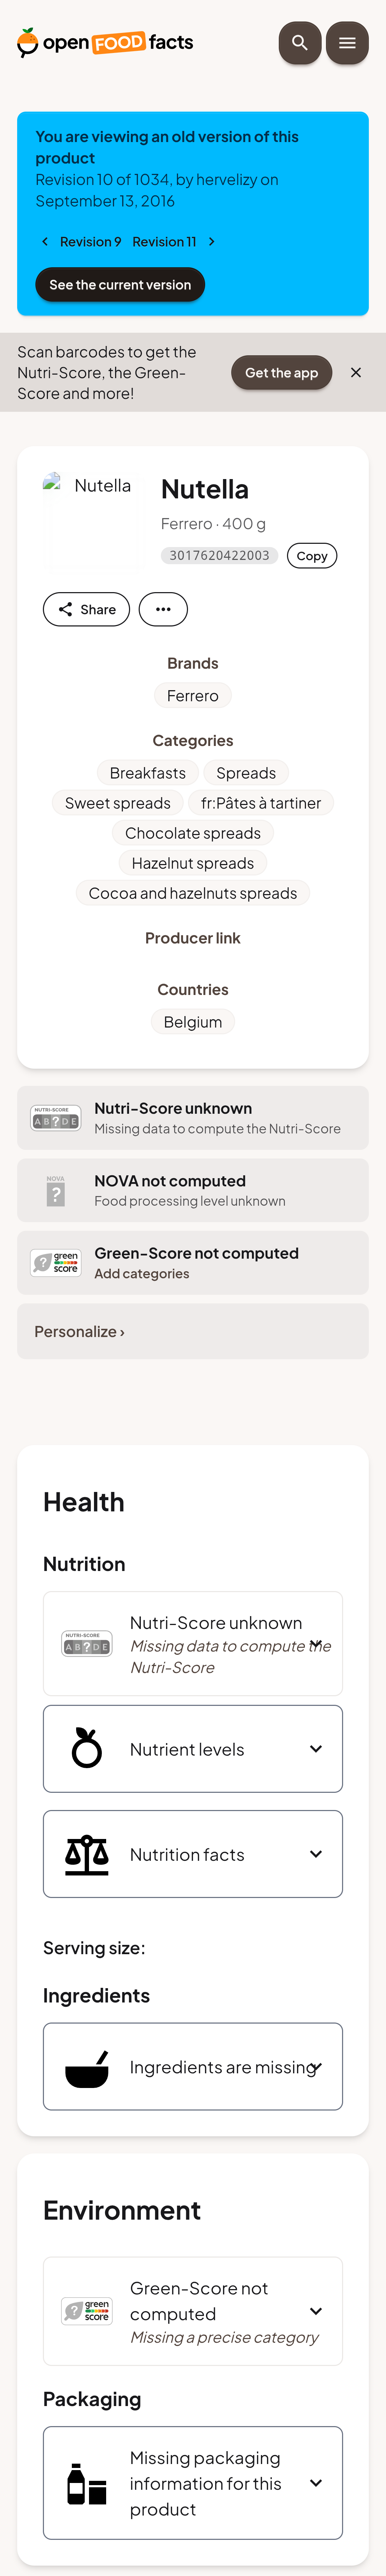 open FOOD facts
You are viewing an old version of this
product
Revision 10 of 1034, by hervelizy on
September 13, 2016
Revision 9 Revision 11
See the current version
Scan barcodes to get the
Nutri-Score, the Green-
Score and more!
Get the app
Nutella
Nutella
Ferrero · 400 g
3017620422003
Copy
Share
Brands
Ferrero
Categories
Breakfasts Spreads
Sweet spreads fr:Pâtes à tartiner
Chocolate spreads
Hazelnut spreads
Cocoa and hazelnuts spreads
Producer link
Countries
Belgium
NUTRI-SCORE
A B ? D E
Nutri-Score unknown
Missing data to compute the Nutri-Score
NOVA
?
NOVA not computed
Food processing level unknown
? green
score
Green-Score not computed
Add categories
Personalize ›
Health
Nutrition
NUTRI-SCORE
A B ? D E
Nutri-Score unknown
Missing data to compute the
Nutri-Score
Nutrient levels
Nutrition facts
Serving size:
Ingredients
Ingredients are missing
Environment
? green
score
Green-Score not
computed
Missing a precise category
Packaging
Missing packaging
information for this
product